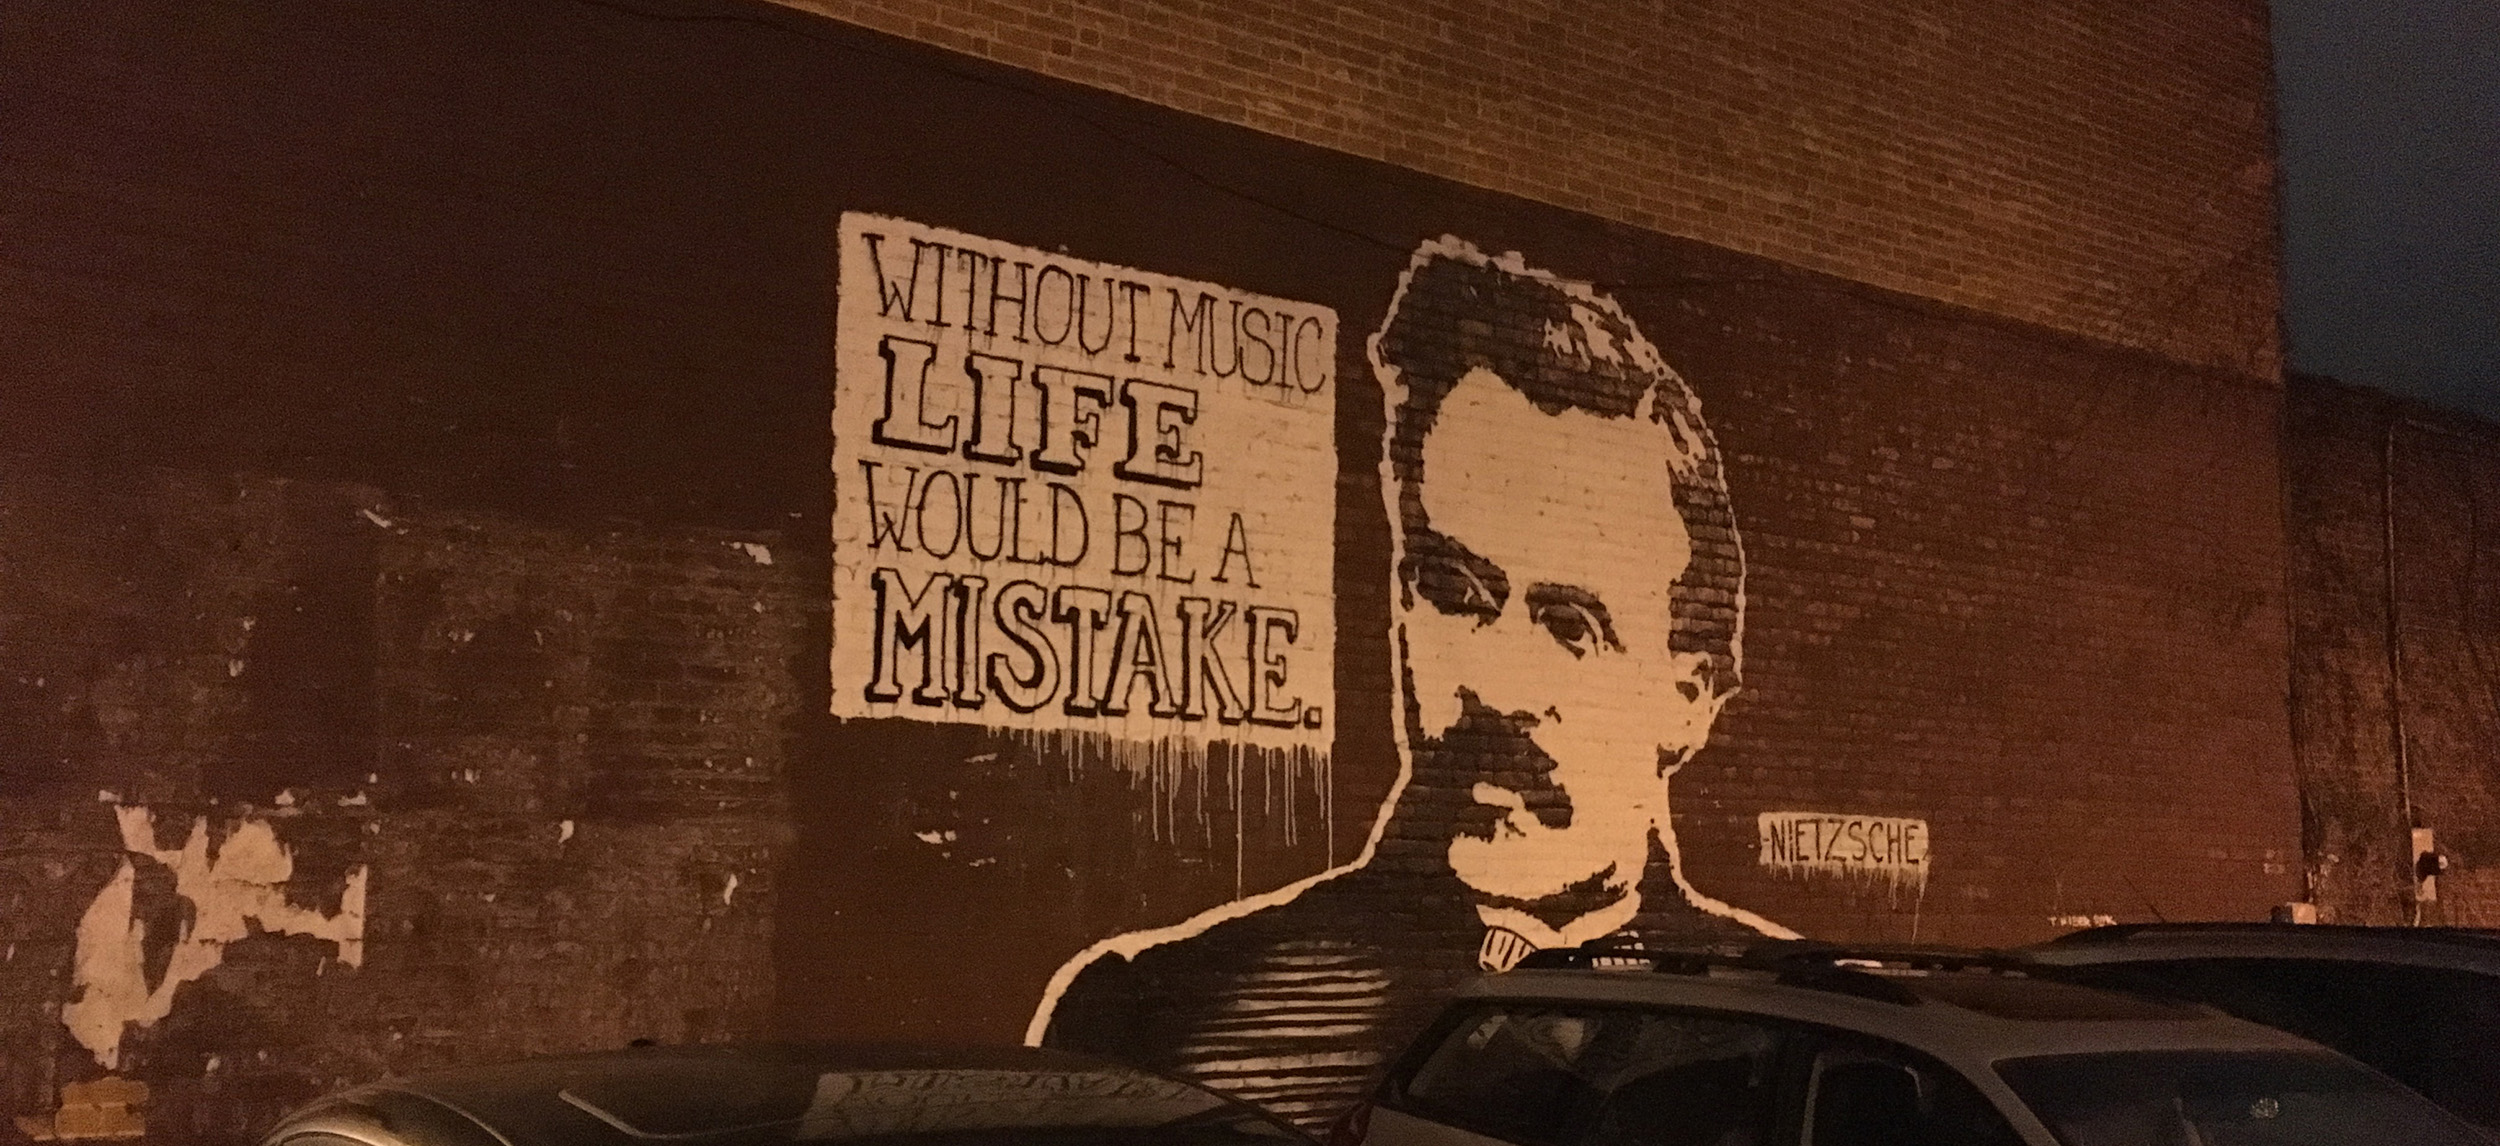 WITHOUT MUSIC
LIFE
WOULD BE A
MISTAKE.
-NIETZSCHE